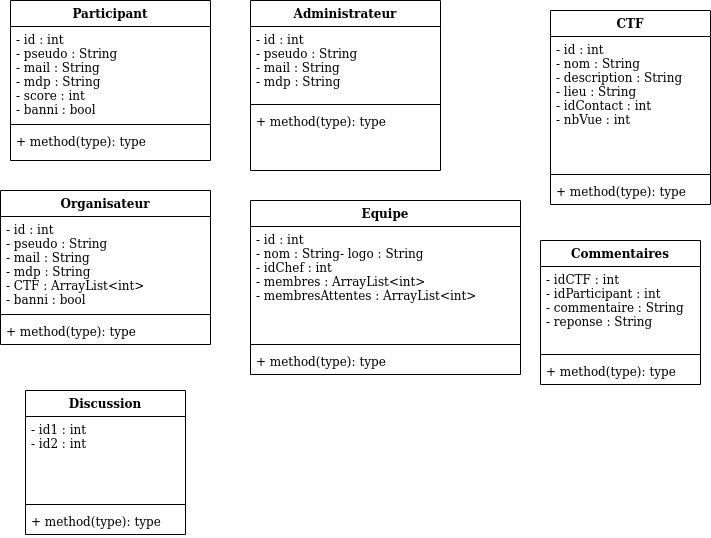 Participant
- id : int
- pseudo : String
- mail : String
- mdp : String
- score : int
- banni : bool
+ method(type): type
Administrateur
- id : int
- pseudo : String
- mail : String
- mdp : String
+ method(type): type
CTF
- id : int
- nom : String
- description : String
- lieu : String
- idContact : int
- nbVue : int
+ method(type): type
Organisateur
- id : int
- pseudo : String
- mail : String
- mdp : String
- CTF : ArrayList<int>
- banni : bool
+ method(type): type
Equipe
- id : int
- nom : String- logo : String
- idChef : int
- membres : ArrayList<int>
- membresAttentes : ArrayList<int>
+ method(type): type
Commentaires
- idCTF : int
- idParticipant : int
- commentaire : String
- reponse : String
+ method(type): type
Discussion
- id1 : int
- id2 : int
+ method(type): type